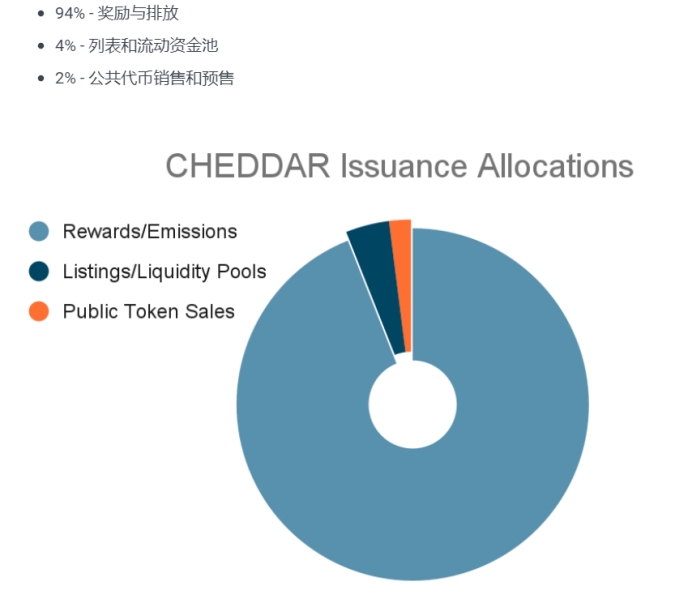 94% - 奖励与排放
4% - 列表和流动资金池
2% - 公共代币销售和预售
CHEDDAR Issuance Allocations
Rewards/Emissions
Listings/Liquidity Pools
Public Token Sales